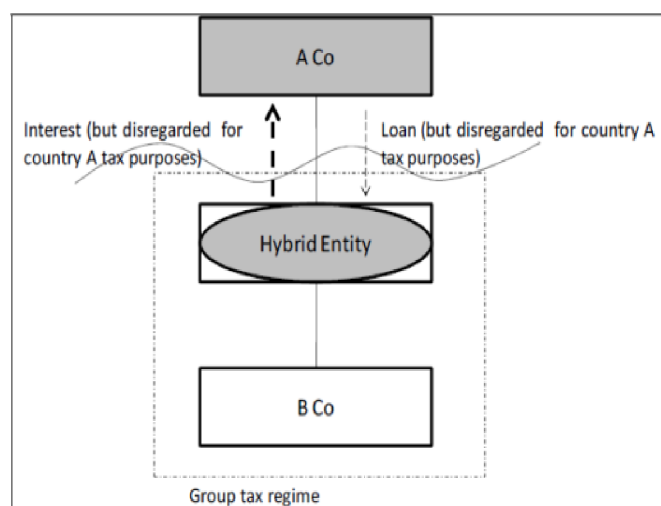 A Co
Interest (but disregarded for
country A tax purposes)
Loan (but disregarded for country A
tax purposes)
Hybrid Entity
B Co
Group tax regime